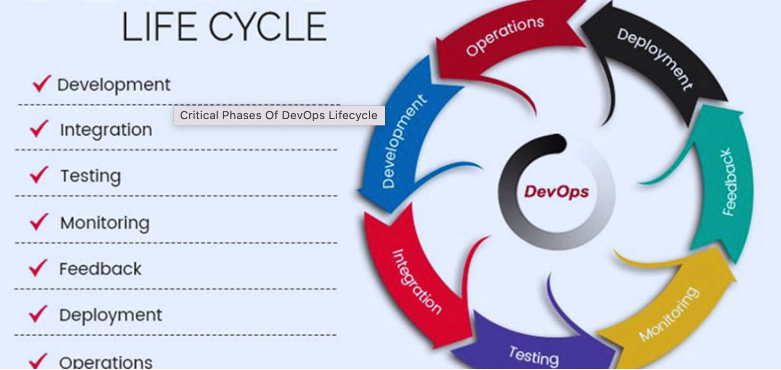 LIFE CYCLE
Development
Integration
Testing
Monitoring
Feedback
Deployment
Operations
Critical Phases Of DevOps Lifecycle
Operations
Deployment
Feedback
Monitoring
Testing
Integration
Development
DevOps